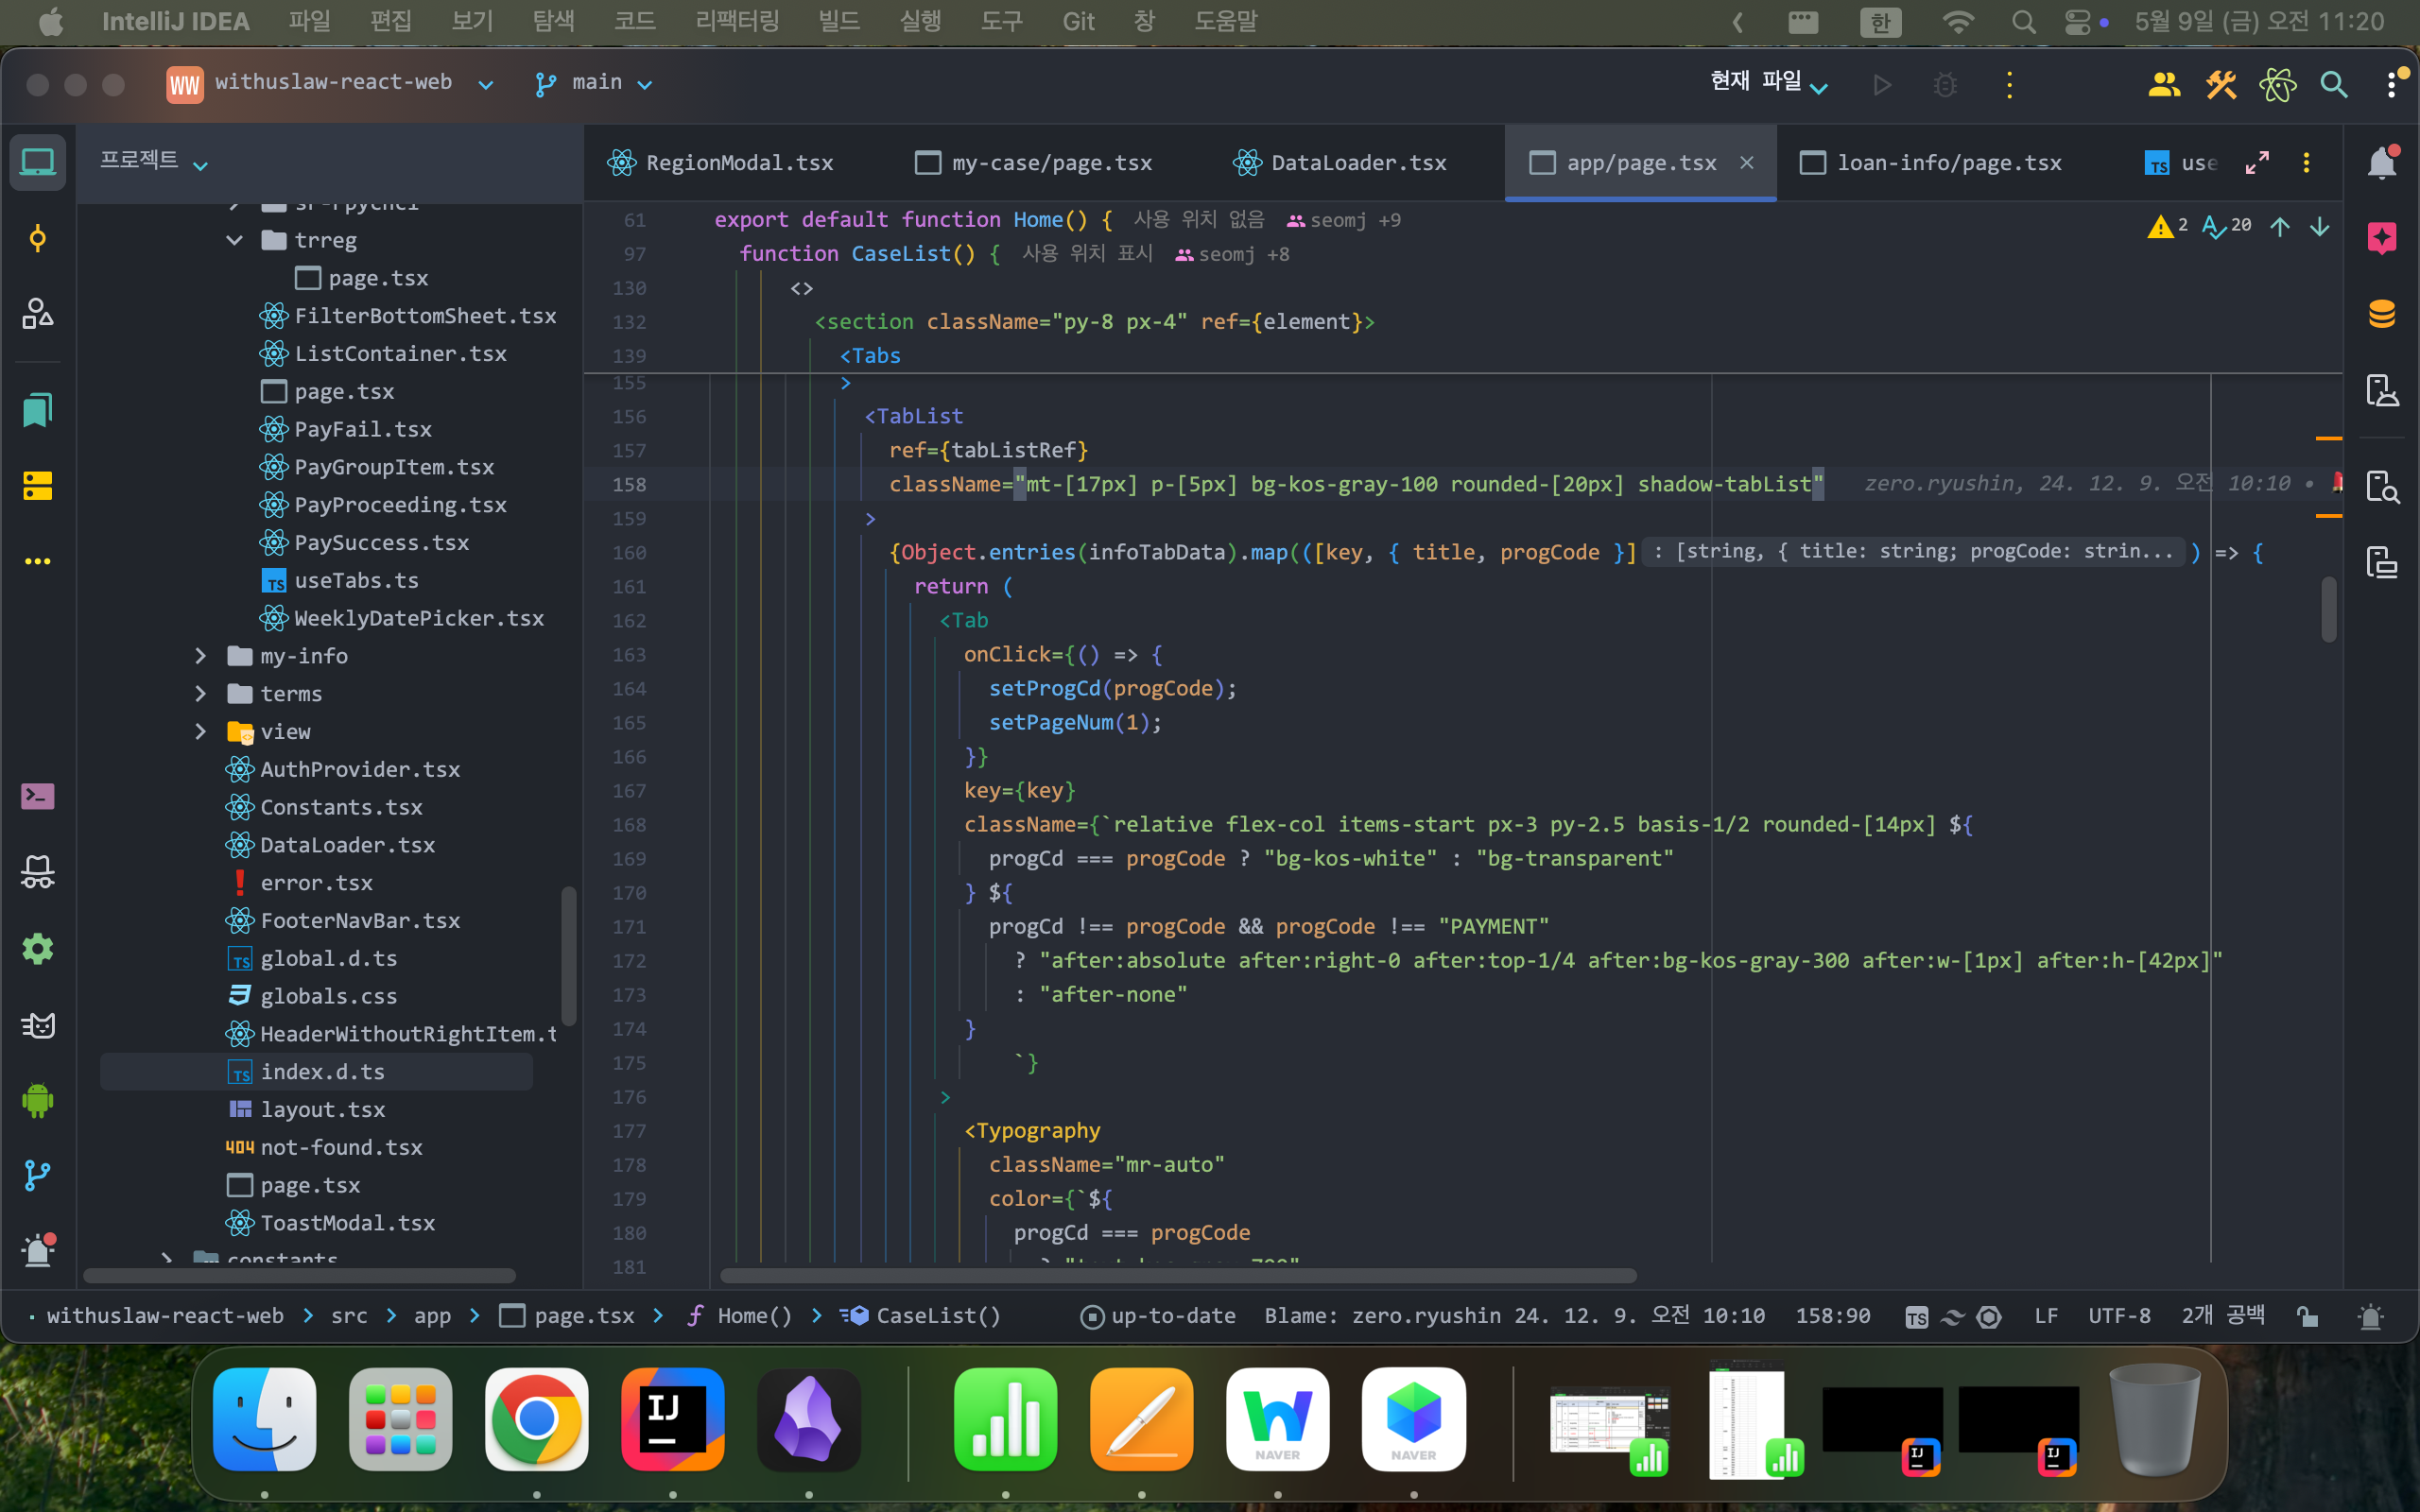 IntelliJ IDEA 파일 편집 보기 탐색 코드 리팩터링 빌드 실행 도구 Git 창 도움말 한 5월 9일 (금) 오전 11:20
WW withuslaw-react-web main 현재 파일
프로젝트
RegionModal.tsx my-case/page.tsx DataLoader.tsx app/page.tsx loan-info/page.tsx TS use
trreg
page.tsx
FilterBottomSheet.tsx
ListContainer.tsx
page.tsx
PayFail.tsx
PayGroupItem.tsx
PayProceeding.tsx
PaySuccess.tsx
TS useTabs.ts
WeeklyDatePicker.tsx
my-info
terms
view
AuthProvider.tsx
Constants.tsx
DataLoader.tsx
error.tsx
FooterNavBar.tsx
TS global.d.ts
globals.css
HeaderWithoutRightItem.t
TS index.d.ts
layout.tsx
404 not-found.tsx
page.tsx
ToastModal.tsx
constants
2 20
61 export default function Home() { 사용 위치 없음 seomj +9
97 function CaseList() { 사용 위치 표시 seomj +8
130 <>
132 <section className="py-8 px-4" ref={element}>
139 <Tabs
155 >
156 <TabList
157 ref={tabListRef}
158 className="mt-[17px] p-[5px] bg-kos-gray-100 rounded-[20px] shadow-tabList" zero.ryushin, 24. 12. 9. 오전 10:10 •
159 >
160 {Object.entries(infoTabData).map(([key, { title, progCode }] : [string, { title: string; progCode: strin... ) => {
161 return (
162 <Tab
163 onClick={() => {
164 setProgCd(progCode);
165 setPageNum(1);
166 }}
167 key={key}
168 className={`relative flex-col items-start px-3 py-2.5 basis-1/2 rounded-[14px] ${
169 progCd === progCode ? "bg-kos-white" : "bg-transparent"
170 } ${
171 progCd !== progCode && progCode !== "PAYMENT"
172 ? "after:absolute after:right-0 after:top-1/4 after:bg-kos-gray-300 after:w-[1px] after:h-[42px]"
173 : "after-none"
174 }
175 `}
176 >
177 <Typography
178 className="mr-auto"
179 color={`${
180 progCd === progCode
181
withuslaw-react-web src app page.tsx Home() CaseList() up-to-date Blame: zero.ryushin 24. 12. 9. 오전 10:10 158:90 TS LF UTF-8 2개 공백
IJ NAVER NAVER IJ IJ